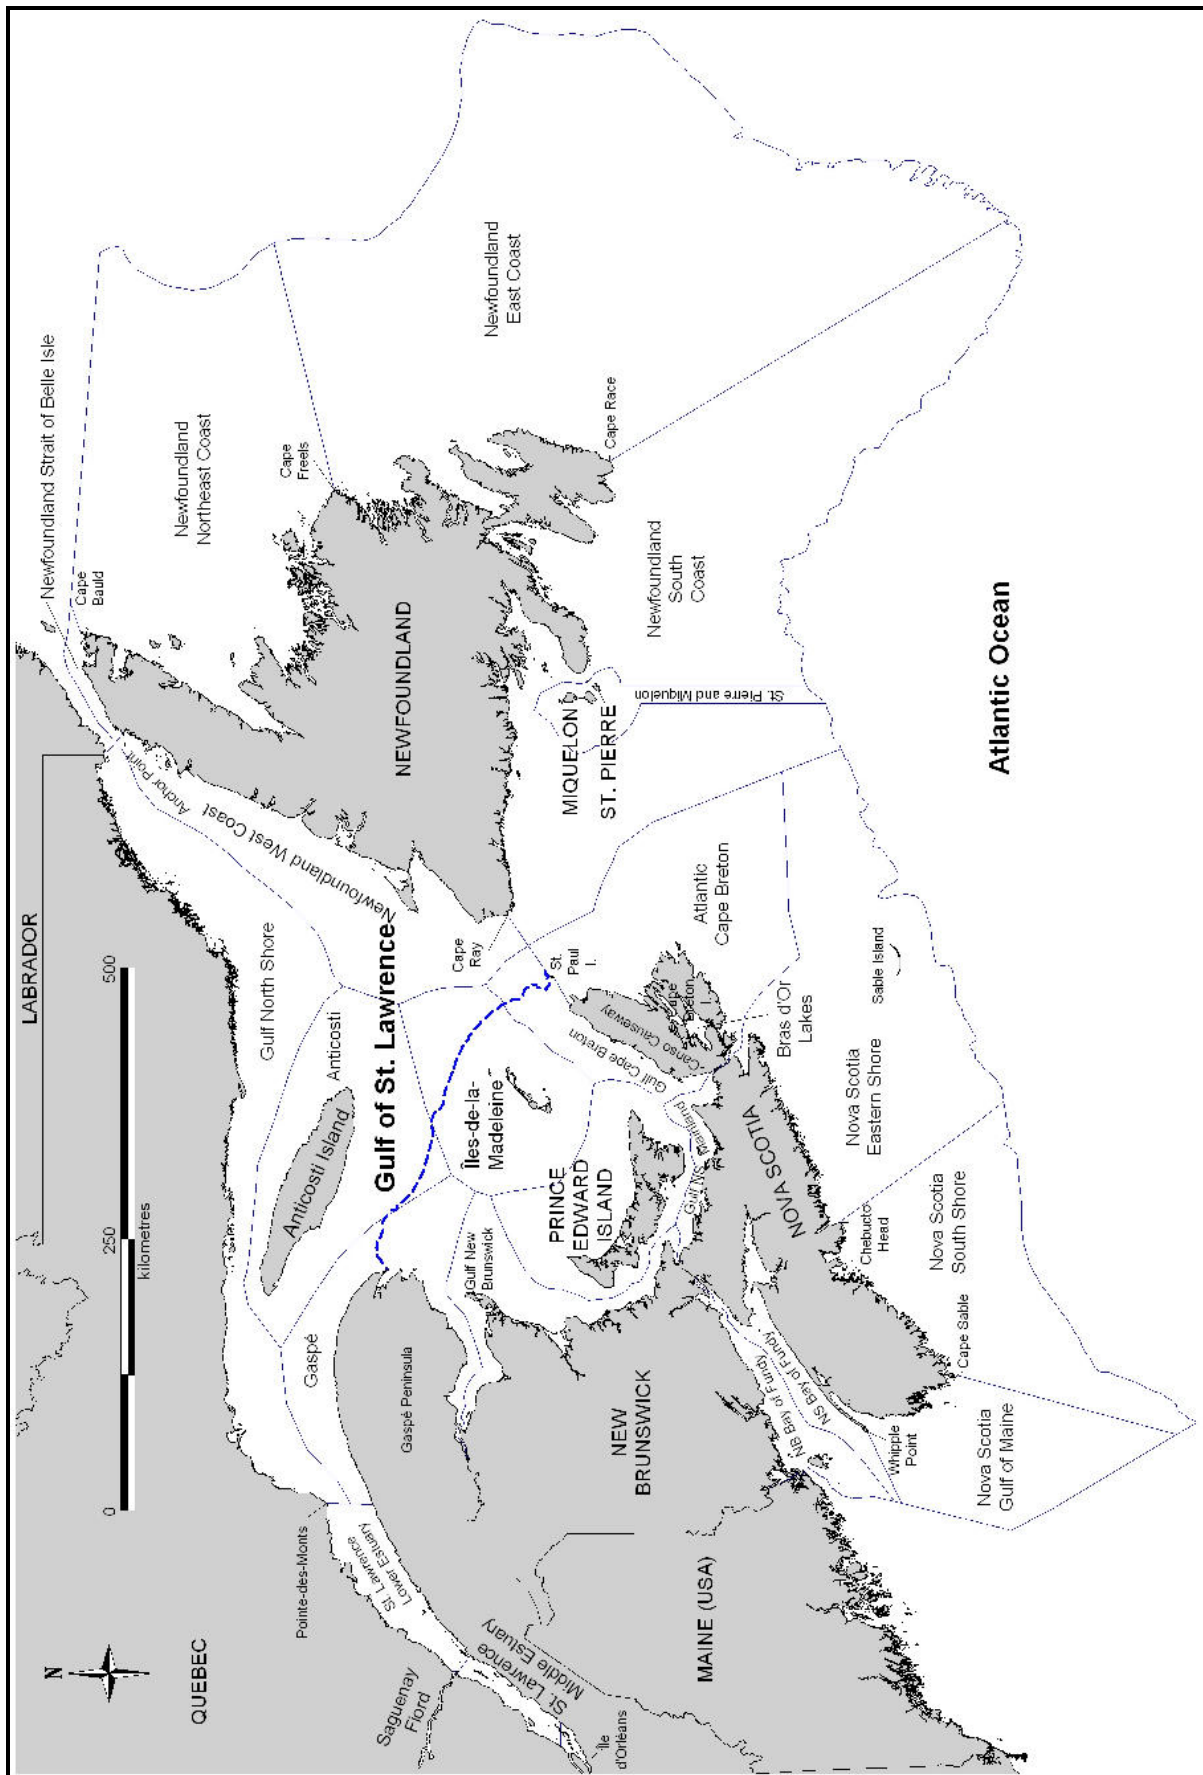 LABRADOR
Newfoundland Strait of Belle Isle
Cape
Bauld
Newfoundland
Northeast Coast
Cape
Freels
Newfoundland
East Coast
Anchor Point
Newfoundland West Coast
NEWFOUNDLAND
Cape Race
Newfoundland
South
Coast
St. Pierre and Miquelon
MIQUELON
ST. PIERRE
Atlantic Ocean
0
250
500
kilometres
N
QUEBEC
Gulf North Shore
Anticosti
Anticosti Island
Gulf of St. Lawrence
Cape
Ray
St.
Paul
I.
Atlantic
Cape Breton
Cape
Breton
I.
Canso Causeway
Gulf Cape Breton
Bras d'Or
Lakes
Sable Island
Îles-de-la-
Madeleine
PRINCE
EDWARD
ISLAND
Gulf NS Mainland
NOVA SCOTIA
Nova Scotia
Eastern Shore
Chebucto
Head
Nova Scotia
South Shore
Cape Sable
Gaspé
Gaspé Peninsula
Gulf New
Brunswick
NEW
BRUNSWICK
NB Bay of Fundy
NS Bay of Fundy
Whipple
Point
Nova Scotia
Gulf of Maine
Pointe-des-Monts
St. Lawrence
Lower Estuary
Saguenay
Fiord
St. Lawrence
Middle Estuary
Île
d'Orléans
MAINE (USA)